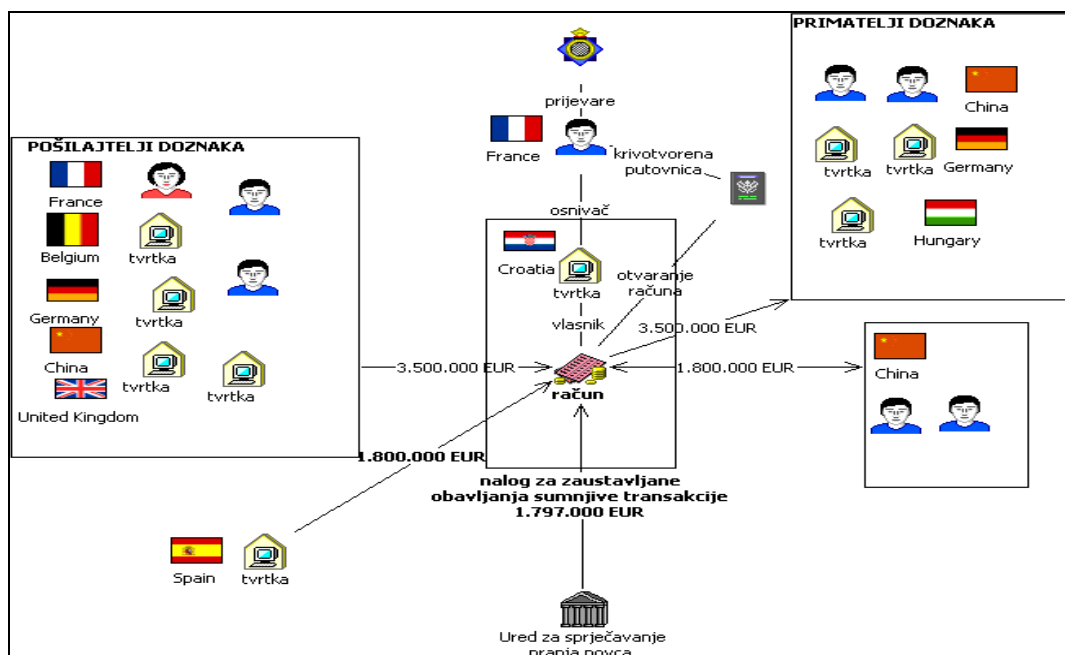 PRIMATELJI DOZNAKA
China
tvrtka
tvrtka
Germany
tvrtka
Hungary
prijevare
France
krivotvorena
putovnica
osnivač
POŠILAJTELJI DOZNAKA
France
Belgium
tvrtka
Germany
tvrtka
China
tvrtka
tvrtka
United Kingdom
Croatia
tvrtka
otvaranje
računa
vlasnik
3.500.000 EUR
3.500.000 EUR
1.800.000 EUR
račun
China
1.800.000 EUR
nalog za zaustavljane
obavljanja sumnjive transakcije
1.797.000 EUR
Spain
tvrtka
Ured za sprječavanje
pranja novca